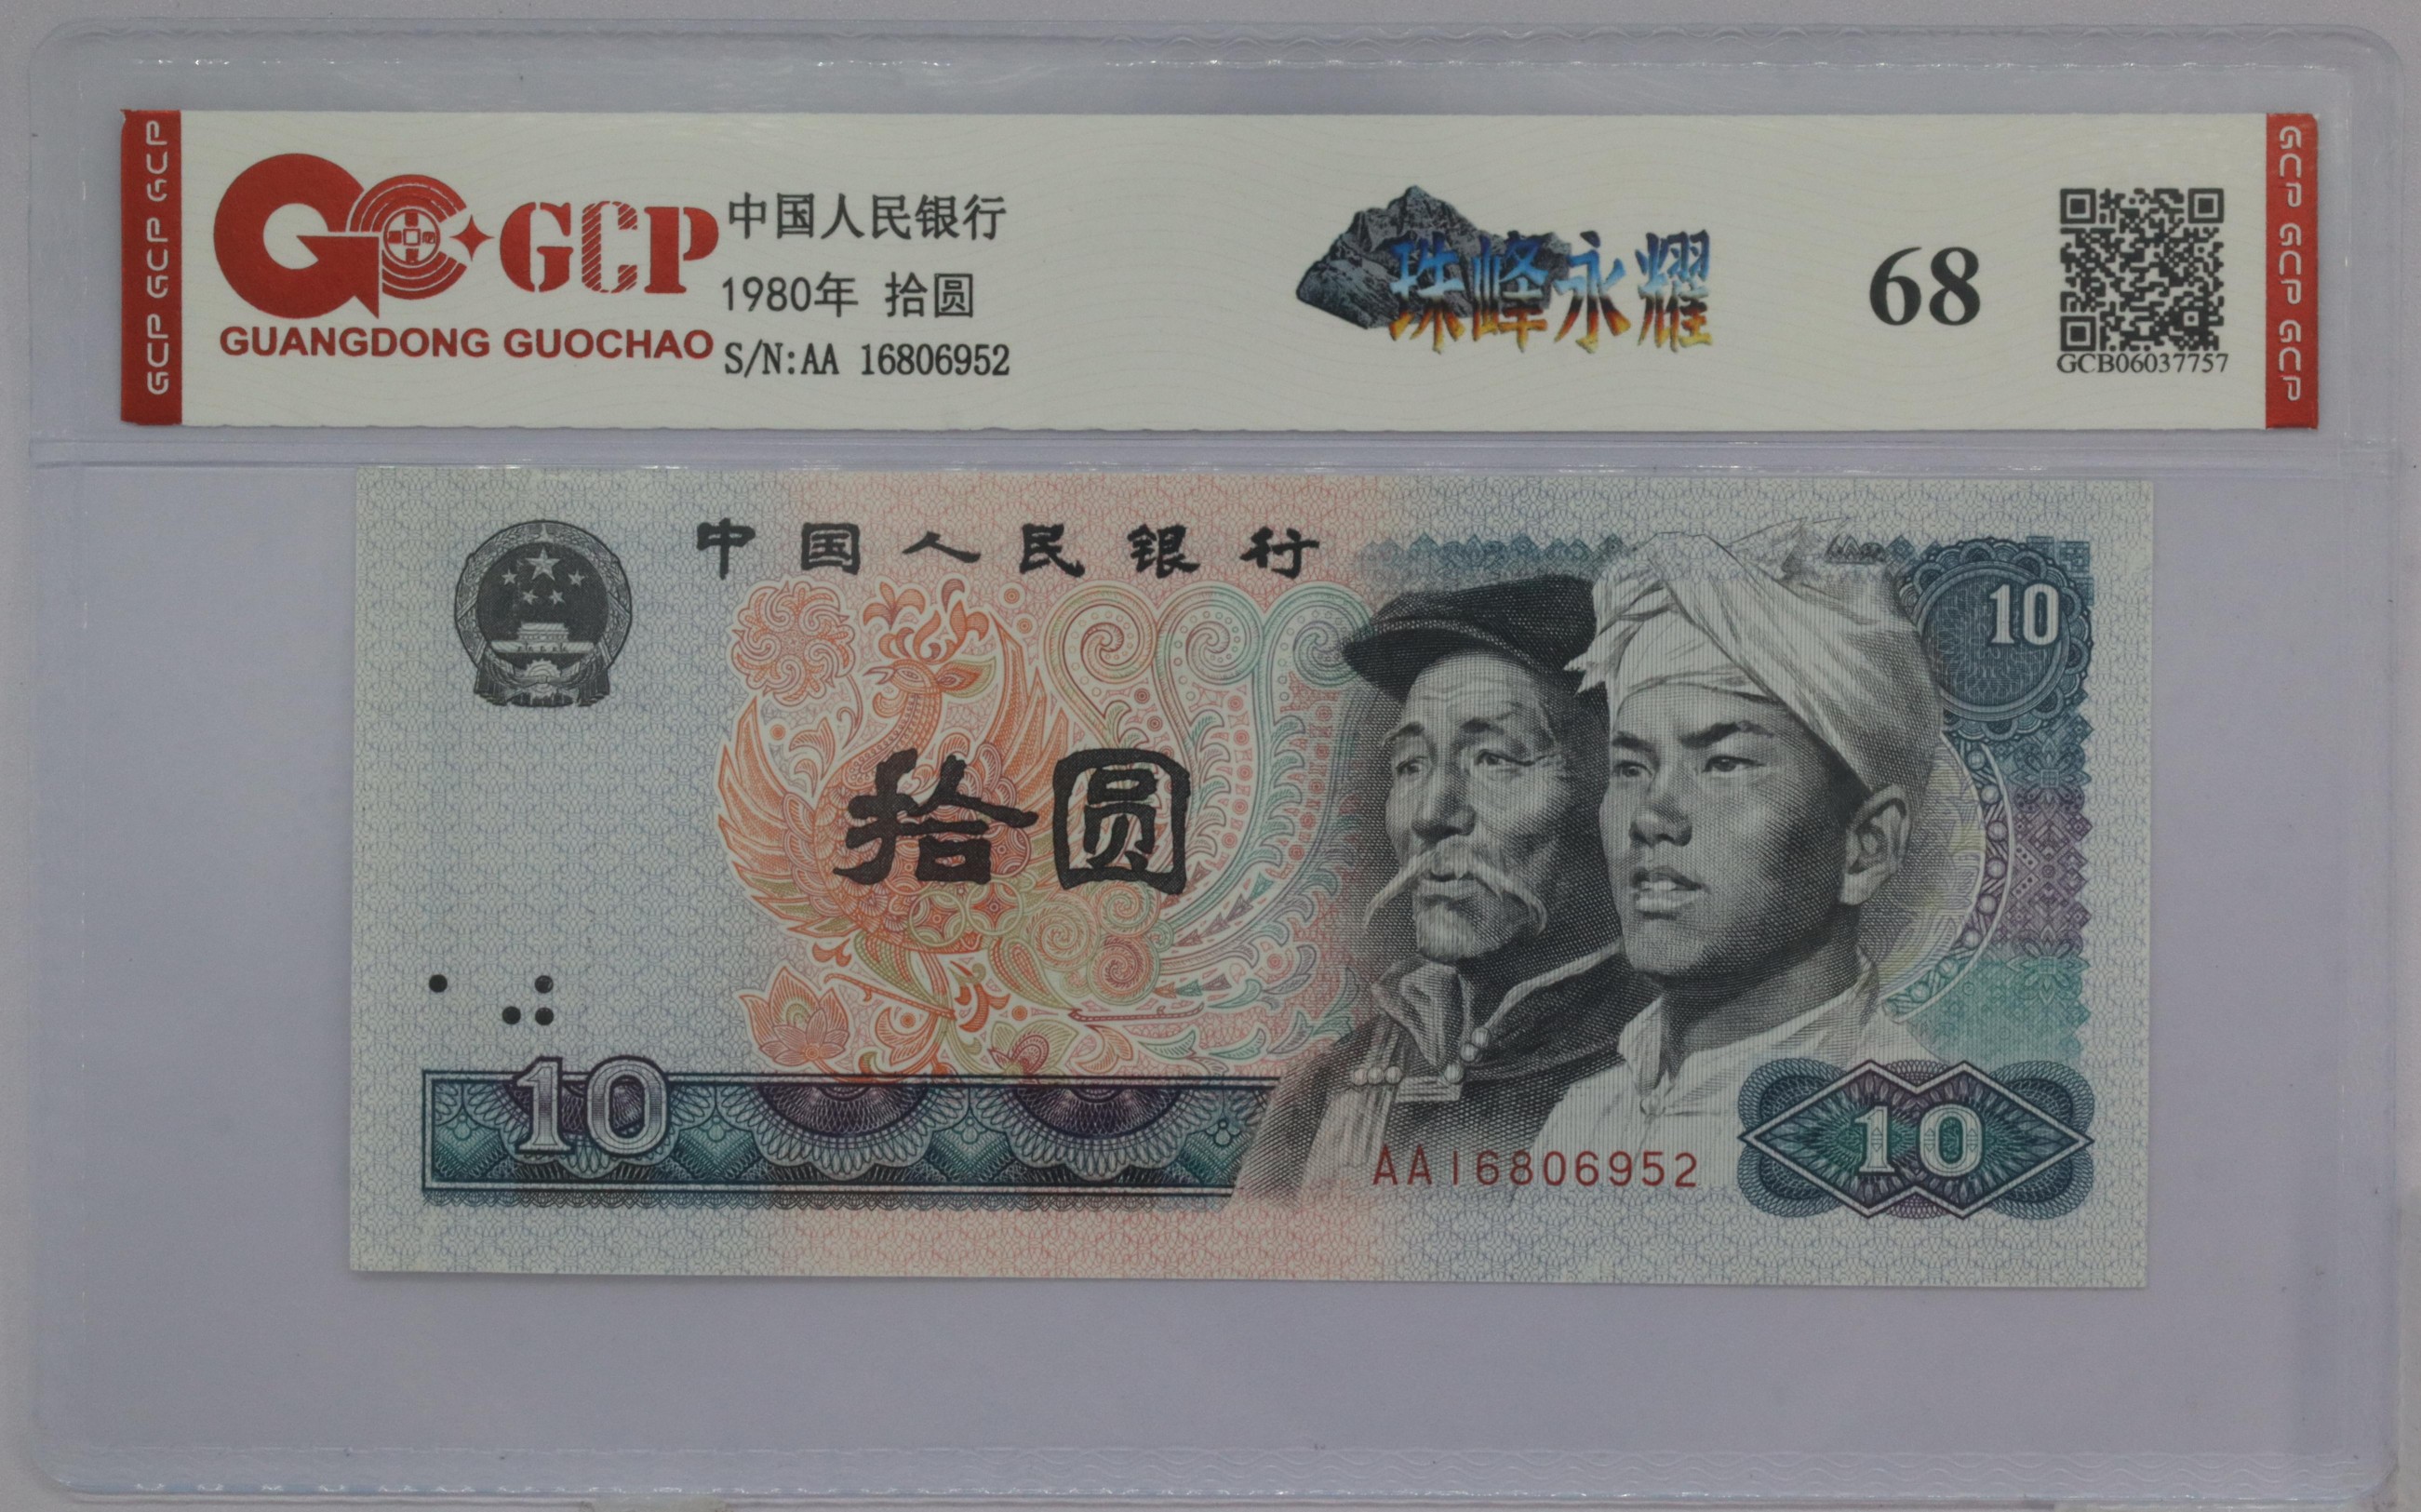 GCP GCP GCP
GCP
GUANGDONG GUOCHAO
中国人民银行
1980年 拾圆
S/N:AA 16806952
珠峰永耀
68
GCB06037757
GCP GCP GCP
中国人民银行
10
拾圆
10
AA16806952
10